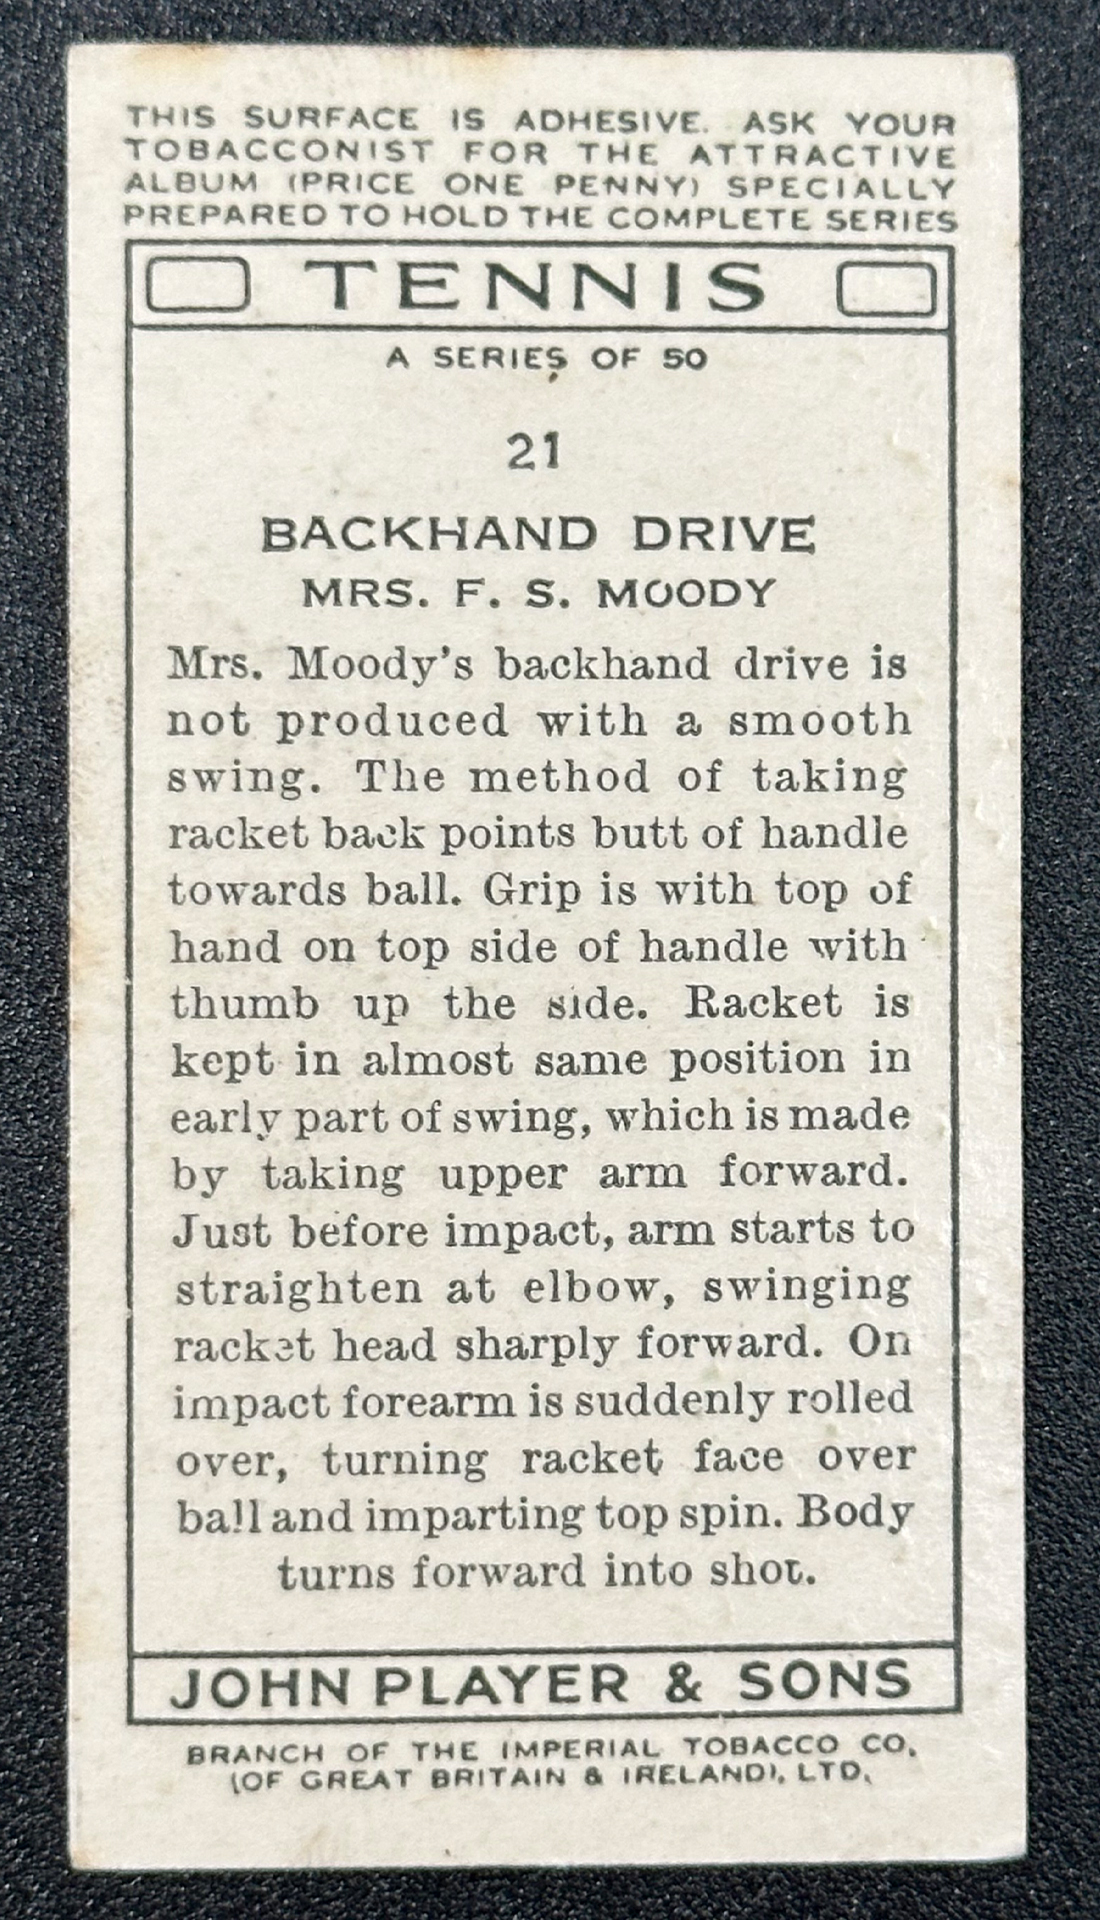 THIS SURFACE IS ADHESIVE. ASK YOUR
TOBACCONIST FOR THE ATTRACTIVE
ALBUM (PRICE ONE PENNY) SPECIALLY
PREPARED TO HOLD THE COMPLETE SERIES
TENNIS
A SERIES OF 50
21
BACKHAND DRIVE
MRS. F. S. MOODY
Mrs. Moody's backhand drive is
not produced with a smooth
swing. The method of taking
racket back points butt of handle
towards ball. Grip is with top of
hand on top side of handle with
thumb up the side. Racket is
kept in almost same position in
early part of swing, which is made
by taking upper arm forward.
Just before impact, arm starts to
straighten at elbow, swinging
racket head sharply forward. On
impact forearm is suddenly rolled
over, turning racket face over
ball and imparting top spin. Body
turns forward into shot.
JOHN PLAYER & SONS
BRANCH OF THE IMPERIAL TOBACCO CO.
(OF GREAT BRITAIN & IRELAND), LTD.